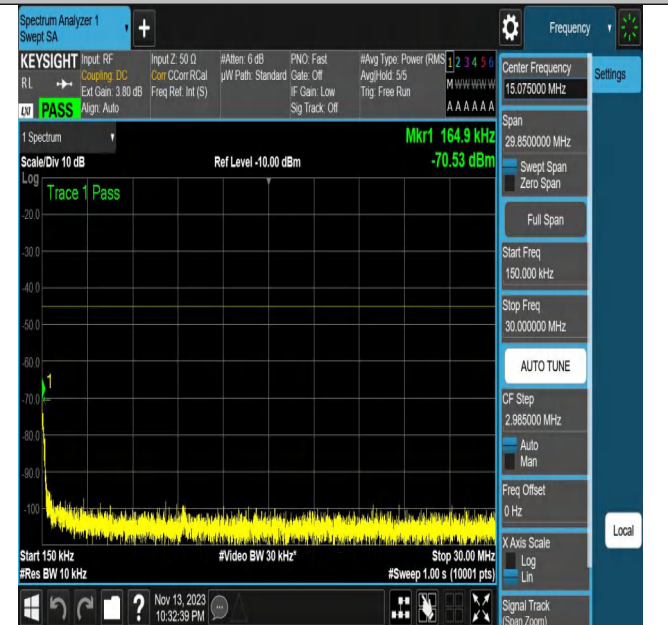 Spectrum Analyzer 1
Swept SA
+
Frequency
KEYSIGHT
RL
LXI
PASS
Input: RF
Coupling: DC
Ext Gain: 3.80 dB
Align: Auto
Input Z: 50 Ω
Corr CCorr RCal
Freq Ref: Int (S)
#Atten: 6 dB
µW Path: Standard
PNO: Fast
Gate: Off
IF Gain: Low
Sig Track: Off
#Avg Type: Power (RMS
Avg|Hold: 5/5
Trig: Free Run
1 2 3 4 5 6
M W W W W W
A A A A A A
1 Spectrum
Scale/Div 10 dB
Ref Level -10.00 dBm
Mkr1 164.9 kHz
-70.53 dBm
Log
Trace 1 Pass
-20.0
-30.0
-40.0
-50.0
-60.0
1
-70.0
-80.0
-90.0
-100
Start 150 kHz
#Video BW 30 kHz*
Stop 30.00 MHz
#Res BW 10 kHz
#Sweep 1.00 s (10001 pts)
?
Nov 13, 2023
10:32:39 PM
Center Frequency
15.075000 MHz
Settings
Span
29.8500000 MHz
Swept Span
Zero Span
Full Span
Start Freq
150.000 kHz
Stop Freq
30.000000 MHz
AUTO TUNE
CF Step
2.985000 MHz
Auto
Man
Freq Offset
0 Hz
X Axis Scale
Log
Lin
Local
Signal Track
(Span Zoom)